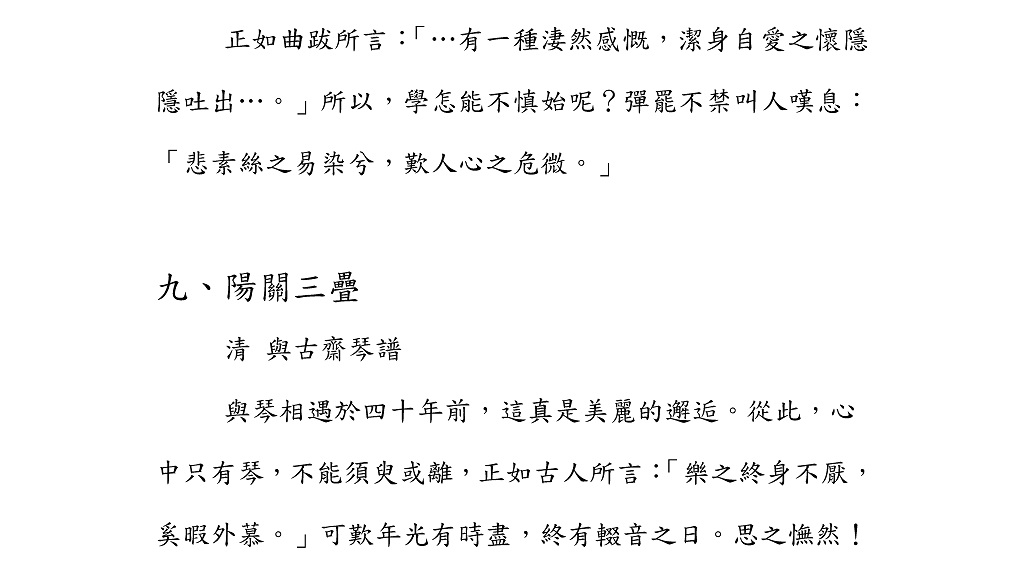 正如曲跋所言：「…有一種淒然感慨，潔身自愛之懷隱
隱吐出…。」所以，學怎能不慎始呢？彈罷不禁叫人嘆息：
「悲素絲之易染兮，歎人心之危微。」
九、陽關三疊
清 與古齋琴譜
與琴相遇於四十年前，這真是美麗的邂逅。從此，心
中只有琴，不能須臾或離，正如古人所言：「樂之終身不厭，
奚暇外慕。」可歎年光有時盡，終有輟音之日。思之憮然！